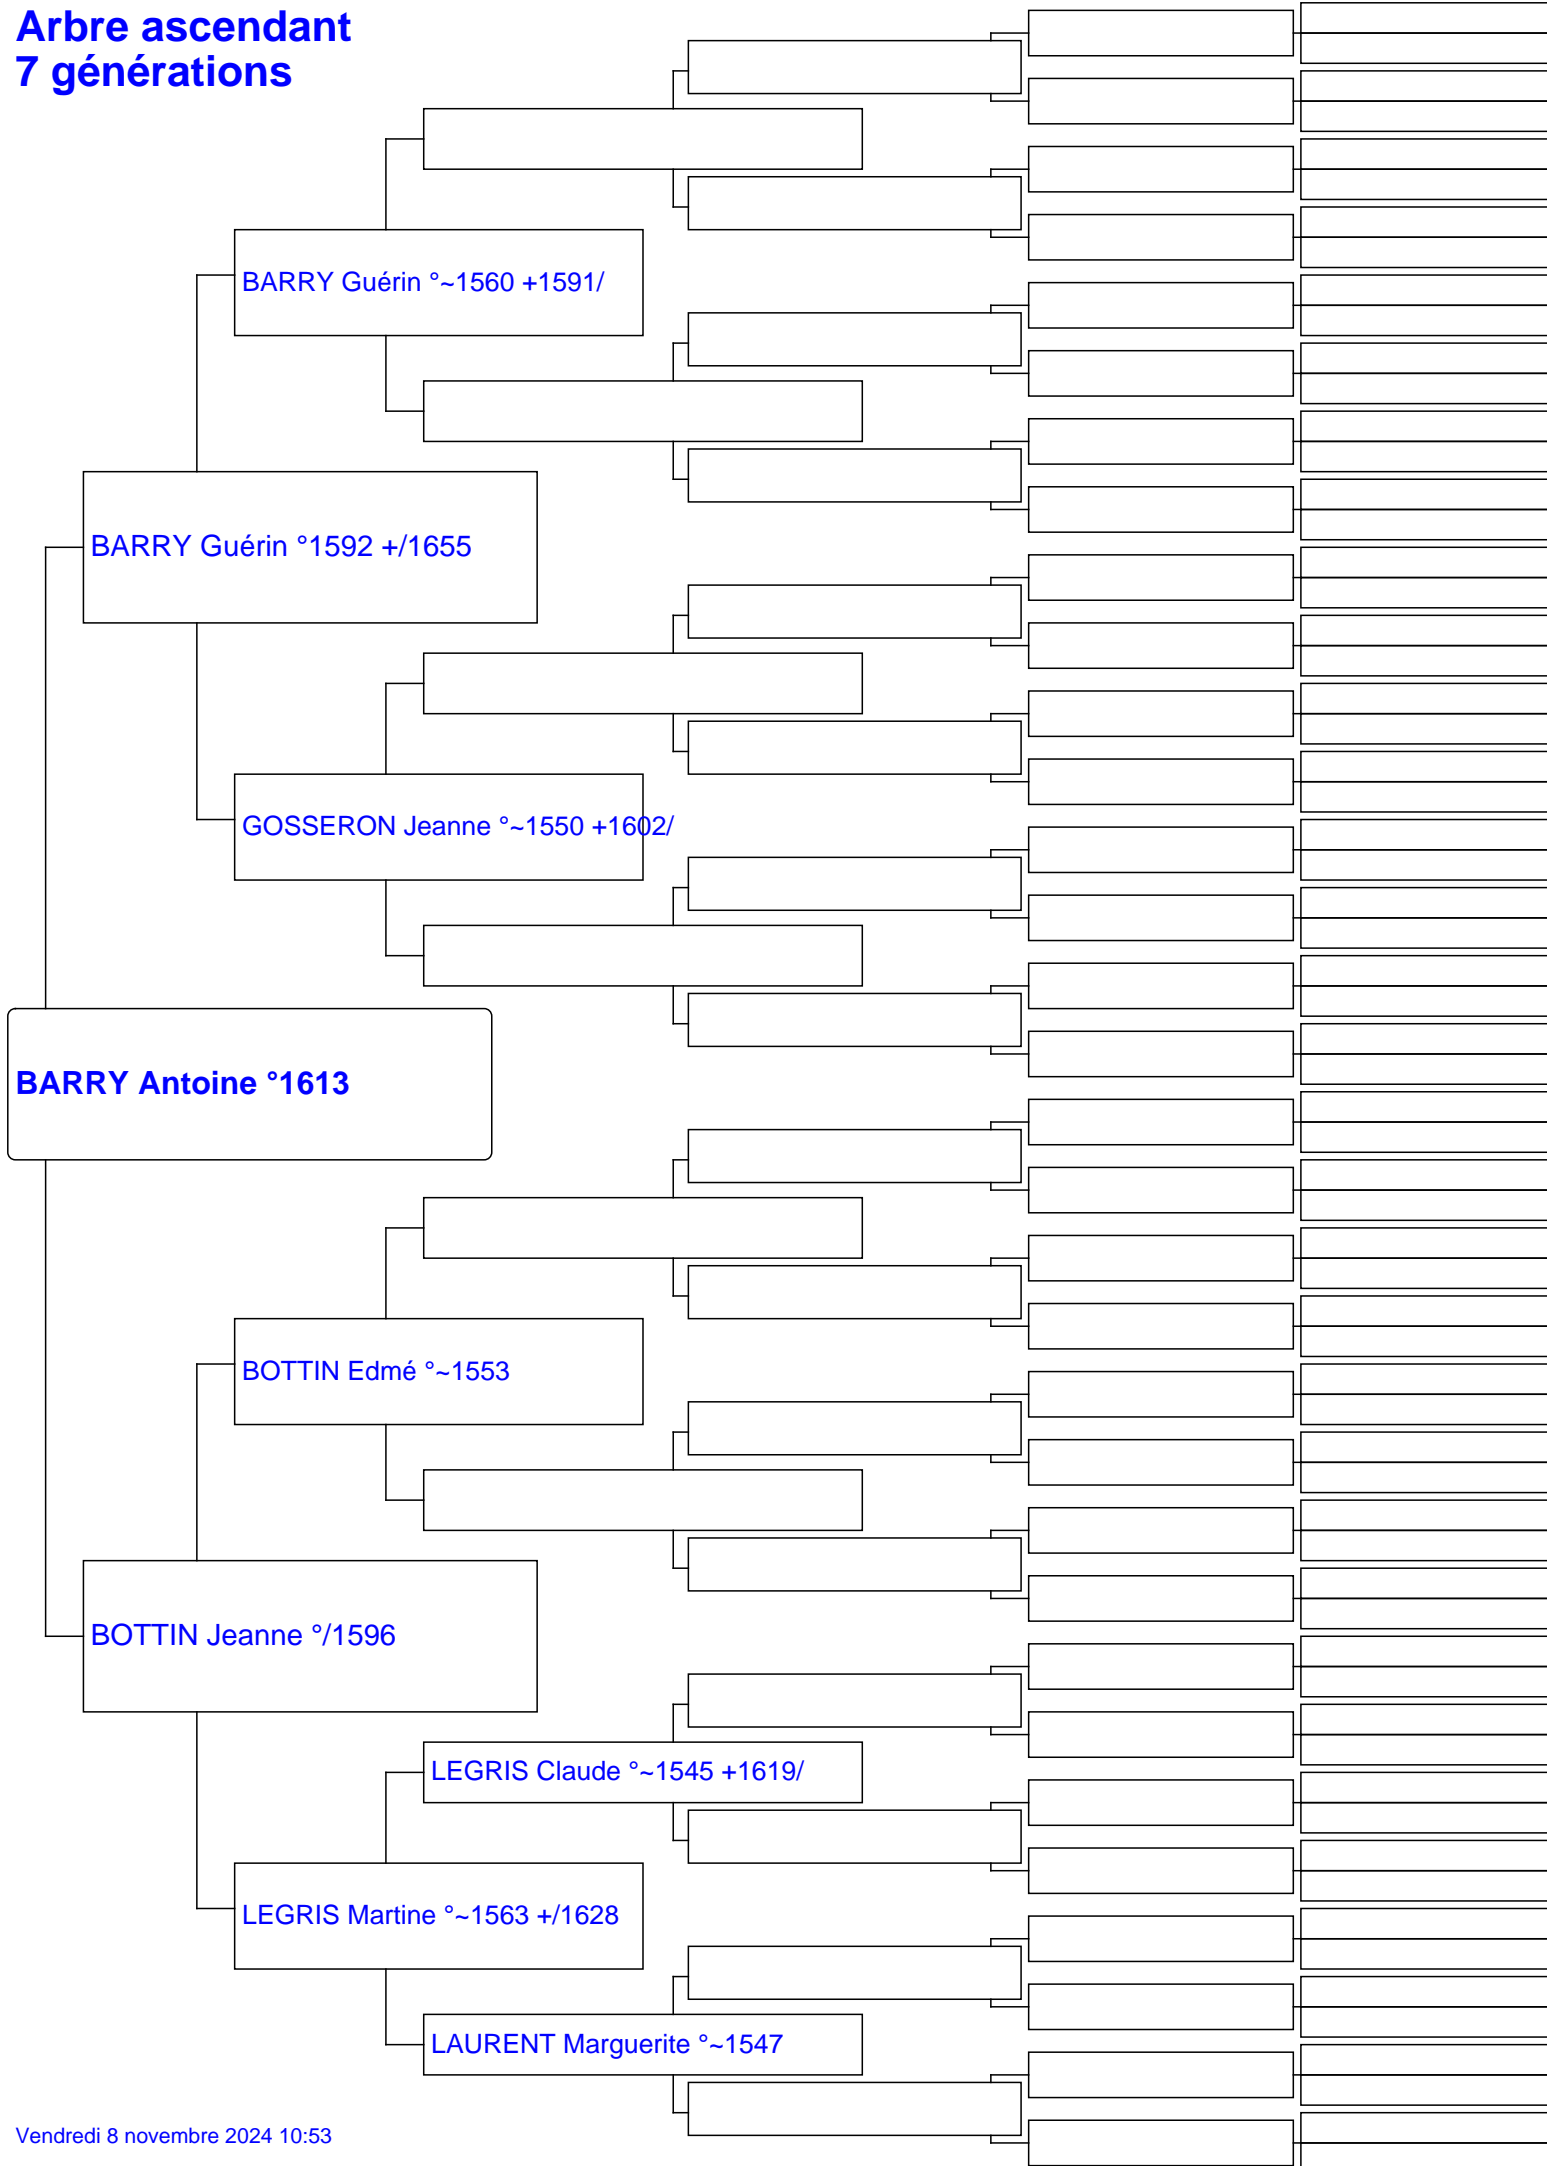 Arbre ascendant
7 générations
BARRY Guérin °~1560 +1591/
BARRY Guérin °1592 +/1655
GOSSERON Jeanne °~1550 +1602/
BARRY Antoine °1613
BOTTIN Edmé °~1553
BOTTIN Jeanne °/1596
LEGRIS Claude °~1545 +1619/
LEGRIS Martine °~1563 +/1628
LAURENT Marguerite °~1547
Vendredi 8 novembre 2024 10:53